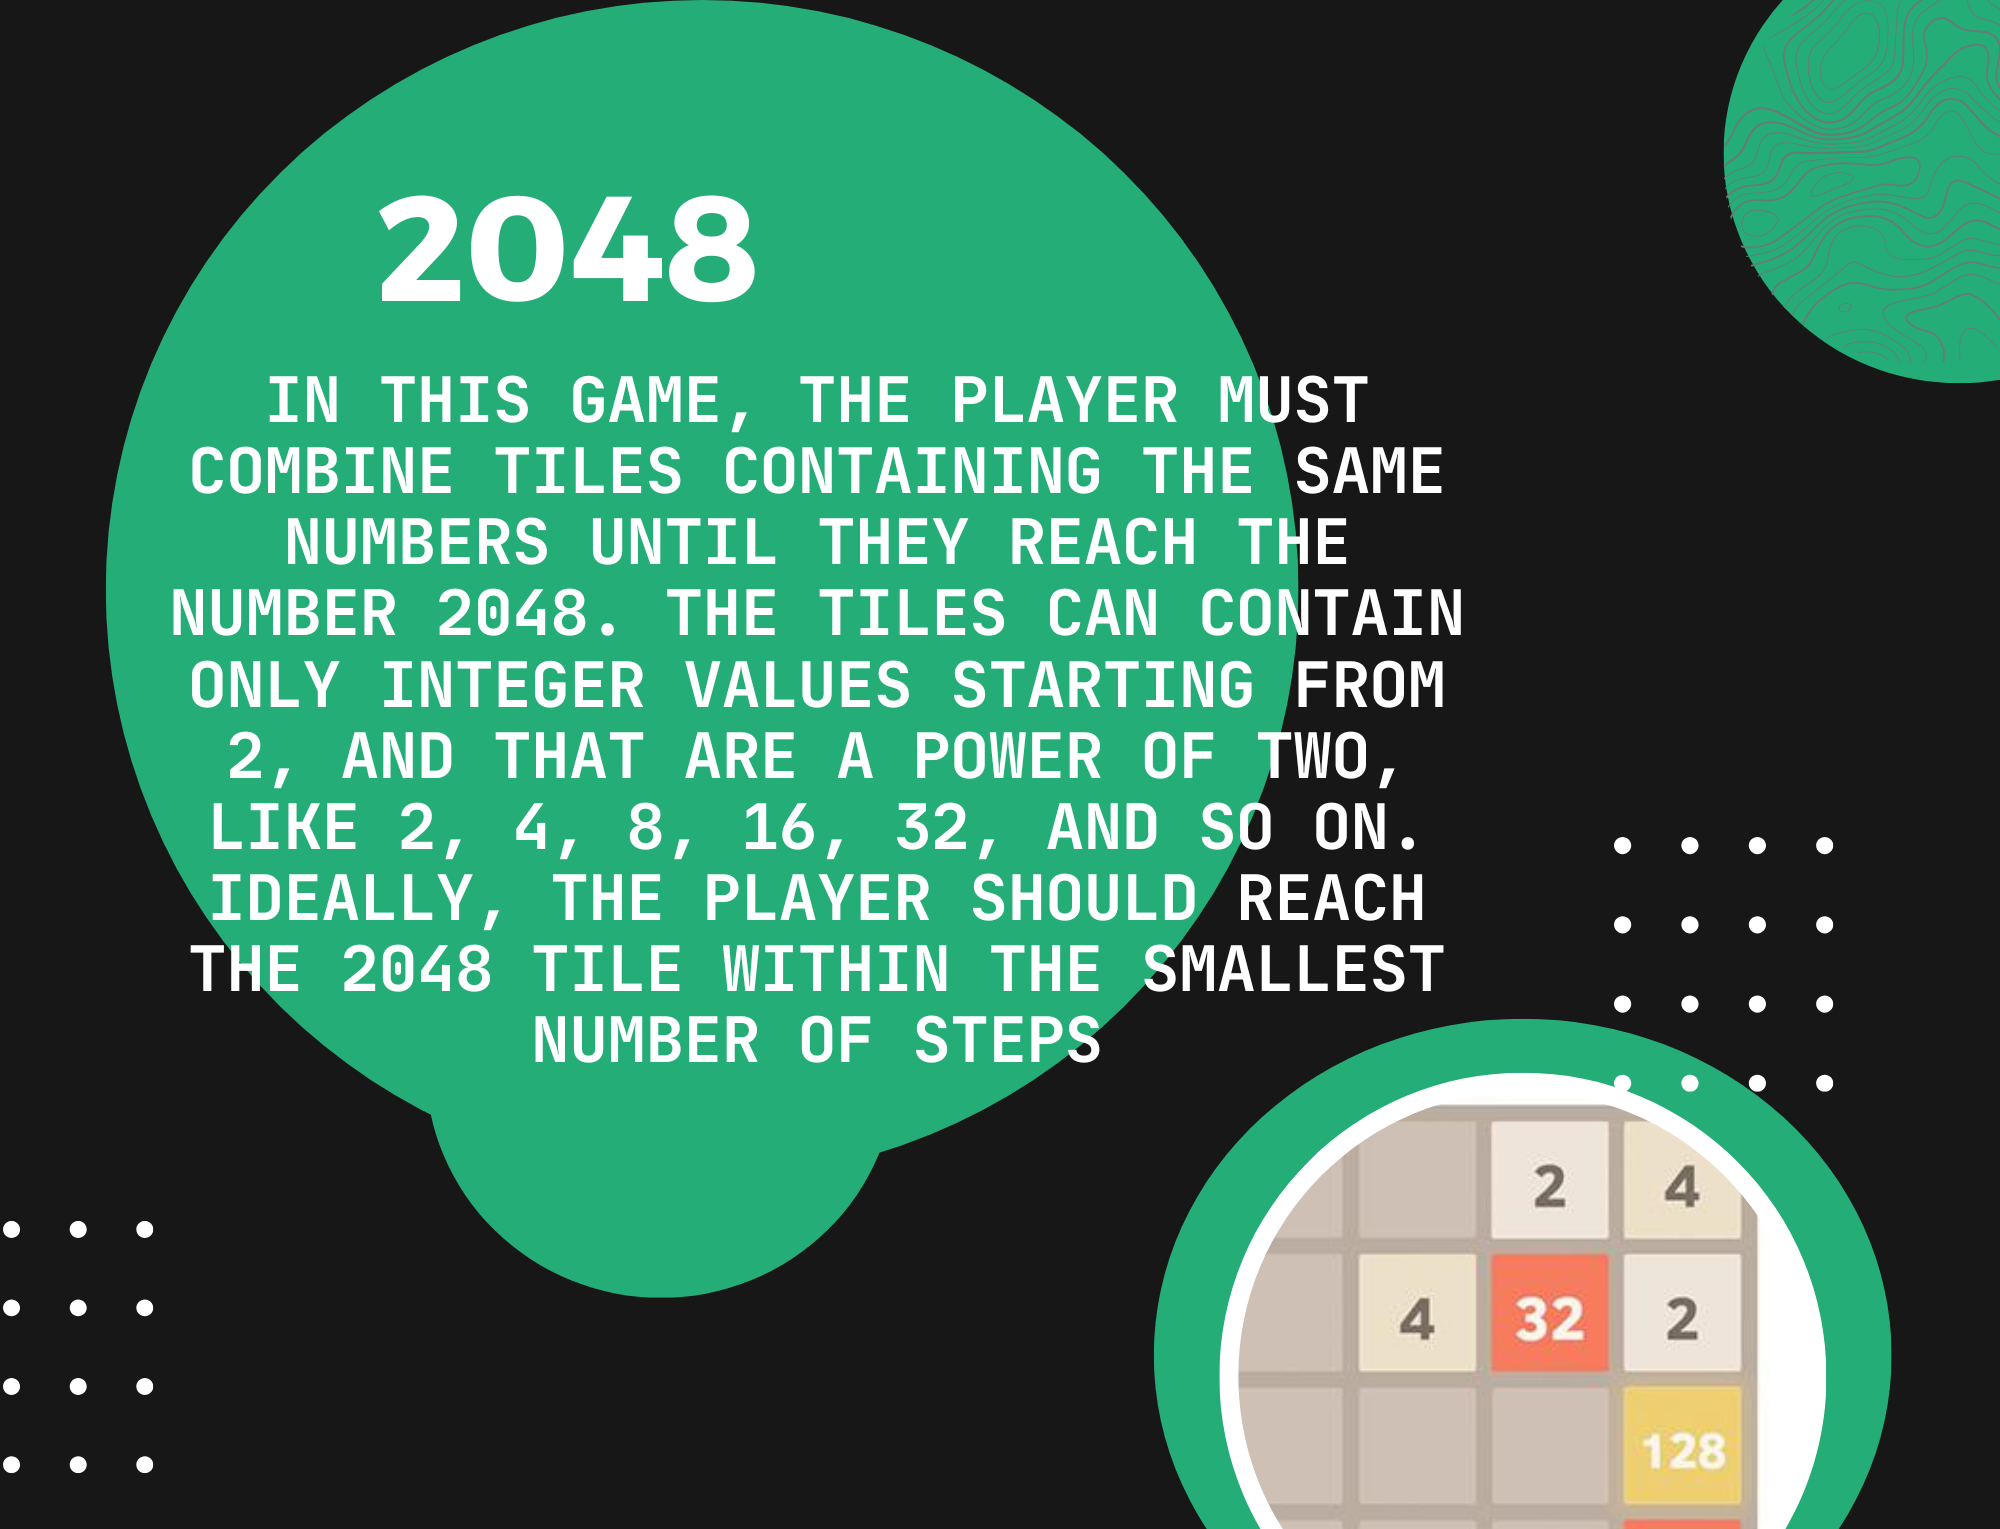 2048
IN THIS GAME, THE PLAYER MUST
COMBINE TILES CONTAINING THE SAME
NUMBERS UNTIL THEY REACH THE
NUMBER 2048. THE TILES CAN CONTAIN
ONLY INTEGER VALUES STARTING FROM
2, AND THAT ARE A POWER OF TWO,
LIKE 2, 4, 8, 16, 32, AND SO ON.
IDEALLY, THE PLAYER SHOULD REACH
THE 2048 TILE WITHIN THE SMALLEST
NUMBER OF STEPS
2 4
4 32 2
128